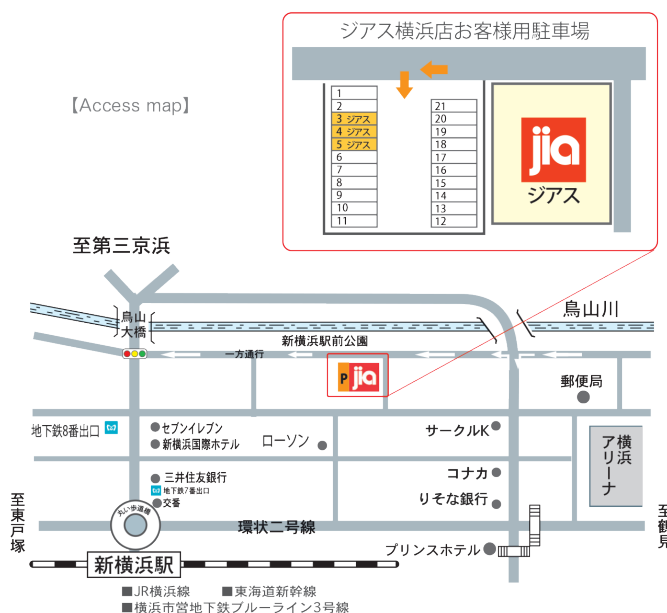 ジアス横浜店お客様用駐車場
【Access map】
1
2
3 ジアス
4 ジアス
5 ジアス
6
7
8
9
10
11
21
20
19
18
17
16
15
14
13
12
jia
ジアス
至第三京浜
鳥山大橋
鳥山川
新横浜駅前公園
一方通行
P jia
郵便局
地下鉄8番出口
セブンイレブン
新横浜国際ホテル
ローソン
サークルK
横浜アリーナ
三井住友銀行
地下鉄7番出口
交番
コナカ
りそな銀行
至東戸塚
丸い歩道橋
環状二号線
至鶴見
プリンスホテル
新横浜駅
■JR横浜線 ■東海道新幹線
■横浜市営地下鉄ブルーライン3号線